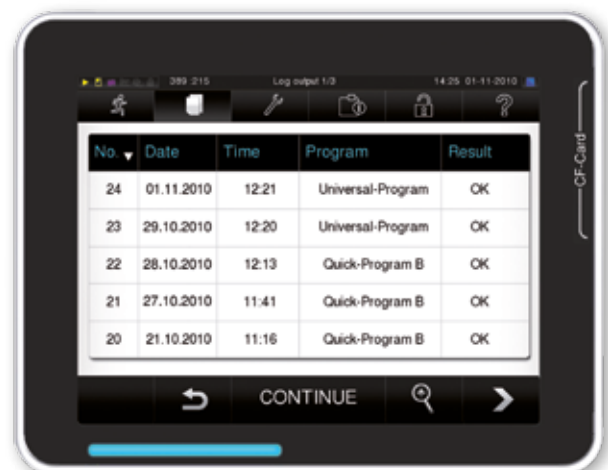 389 :215 Log output 1/3 14:25 01-11-2010
No. Date Time Program Result
24 01.11.2010 12:21 Universal-Program OK
23 29.10.2010 12:20 Universal-Program OK
22 28.10.2010 12:13 Quick-Program B OK
21 27.10.2010 11:41 Quick-Program B OK
20 21.10.2010 11:16 Quick-Program B OK
CONTINUE
CF-Card